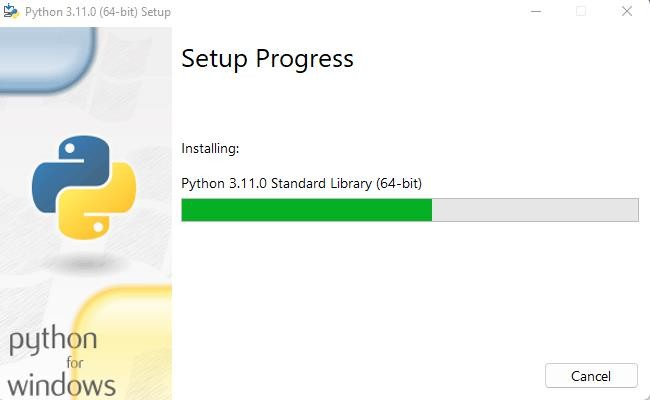 Python 3.11.0 (64-bit) Setup
Setup Progress
Installing:
Python 3.11.0 Standard Library (64-bit)
python
for
windows
Cancel